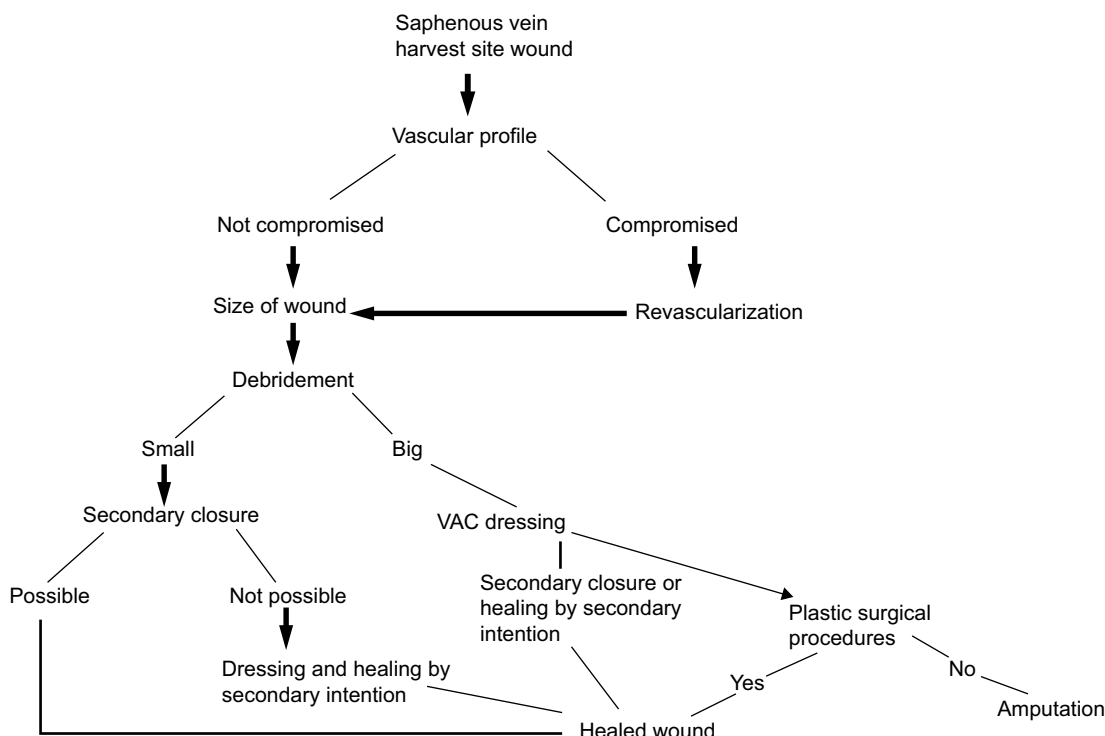 Saphenous vein
harvest site wound
Vascular profile
Not compromised
Compromised
Size of wound
Revascularization
Debridement
Small
Big
Secondary closure
VAC dressing
Possible
Not possible
Secondary closure or
healing by secondary
intention
Plastic surgical
procedures
Dressing and healing by
secondary intention
Yes
No
Amputation
Healed wound